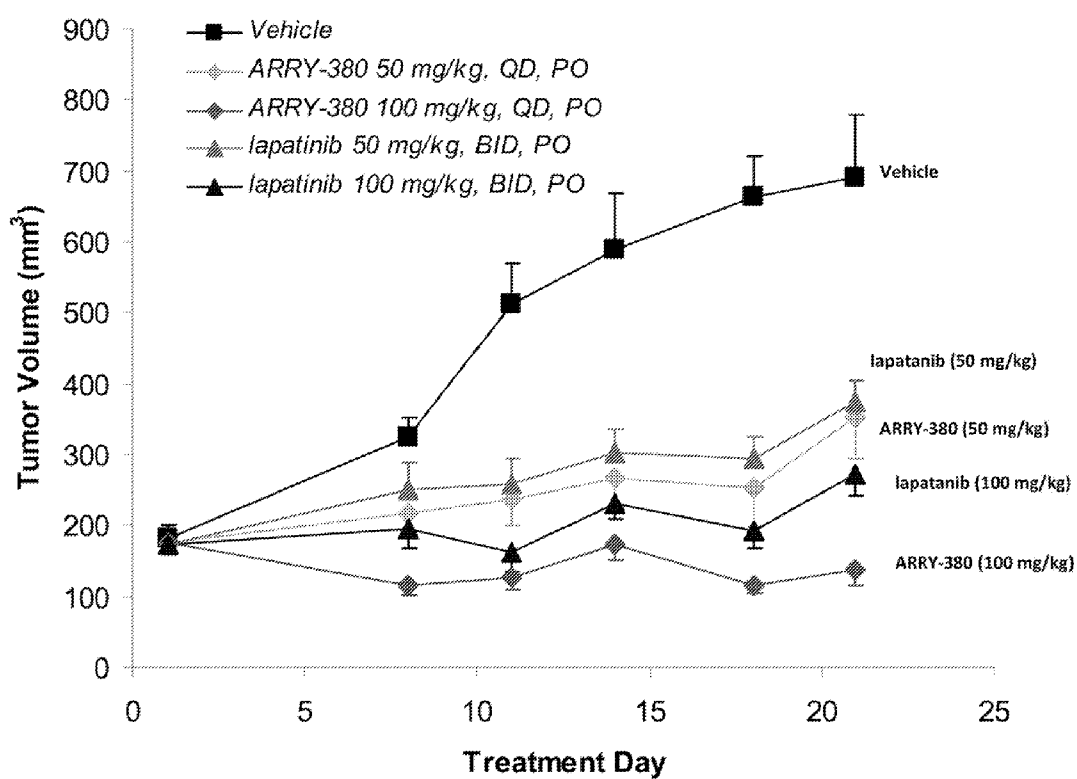 Vehicle
ARRY-380 50 mg/kg, QD, PO
ARRY-380 100 mg/kg, QD, PO
lapatinib 50 mg/kg, BID, PO
lapatinib 100 mg/kg, BID, PO
900
800
700
600
500
400
300
200
100
0
Tumor Volume (mm³)
Vehicle
lapatanib (50 mg/kg)
ARRY-380 (50 mg/kg)
lapatanib (100 mg/kg)
ARRY-380 (100 mg/kg)
0 5 10 15 20 25
Treatment Day